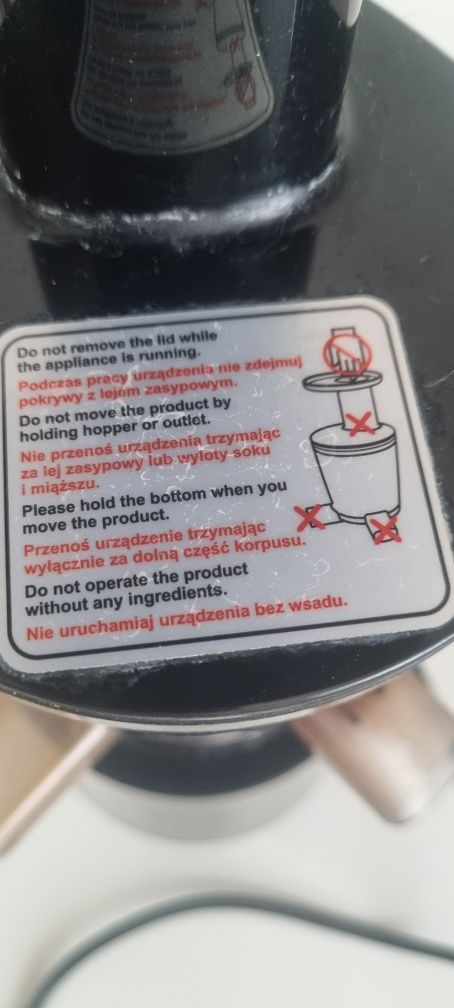 Do not remove the lid while
the appliance is running.
Podczas pracy urządzenia nie zdejmuj
pokrywy z lejem zasypowym.
Do not move the product by
holding hopper or outlet.
Nie przenoś urządzenia trzymając
za lej zasypowy lub wyloty soku
i miąższu.
Please hold the bottom when you
move the product.
Przenoś urządzenie trzymając
wyłącznie za dolną część korpusu.
Do not operate the product
without any ingredients.
Nie uruchamiaj urządzenia bez wsadu.